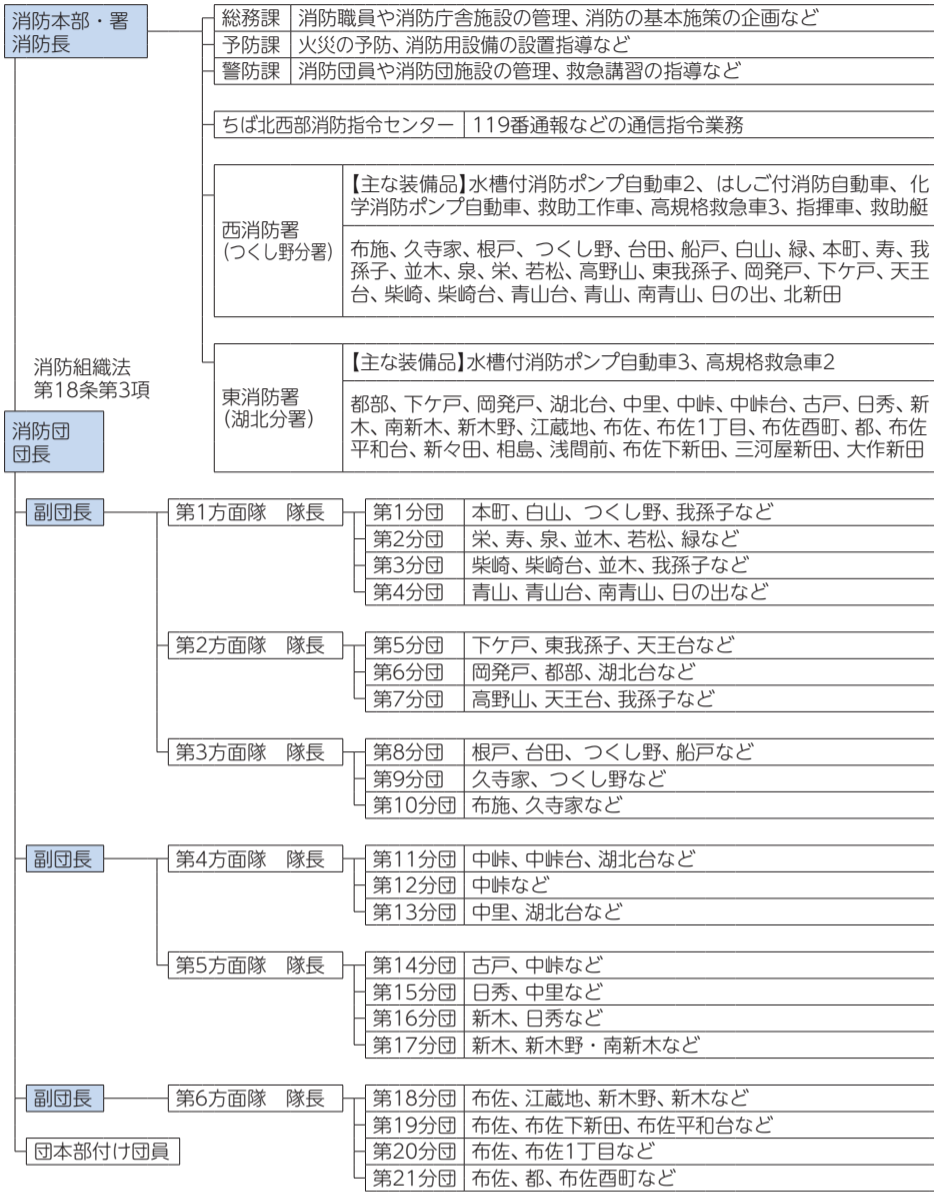 消防本部・署
消防長
総務課 消防職員や消防庁舎施設の管理、消防の基本施策の企画など
予防課 火災の予防、消防用設備の設置指導など
警防課 消防団員や消防団施設の管理、救急講習の指導など
ちば北西部消防指令センター 119番通報などの通信指令業務
西消防署
(つくし野分署)
【主な装備品】水槽付消防ポンプ自動車2、はしご付消防自動車、化
学消防ポンプ自動車、救助工作車、高規格救急車3、指揮車、救助艇
布施、久寺家、根戸、つくし野、台田、船戸、白山、緑、本町、寿、我
孫子、並木、泉、栄、若松、高野山、東我孫子、岡発戸、下ケ戸、天王
台、柴崎、柴崎台、青山台、青山、南青山、日の出、北新田
東消防署
(湖北分署)
【主な装備品】水槽付消防ポンプ自動車3、高規格救急車2
都部、下ケ戸、岡発戸、湖北台、中里、中峠、中峠台、古戸、日秀、新
木、南新木、新木野、江蔵地、布佐、布佐1丁目、布佐酉町、都、布佐
平和台、新々田、相島、浅間前、布佐下新田、三河屋新田、大作新田
消防組織法
第18条第3項
消防団
団長
副団長
第1方面隊 隊長
第1分団 本町、白山、つくし野、我孫子など
第2分団 栄、寿、泉、並木、若松、緑など
第3分団 柴崎、柴崎台、並木、我孫子など
第4分団 青山、青山台、南青山、日の出など
第2方面隊 隊長
第5分団 下ケ戸、東我孫子、天王台など
第6分団 岡発戸、都部、湖北台など
第7分団 高野山、天王台、我孫子など
第3方面隊 隊長
第8分団 根戸、台田、つくし野、船戸など
第9分団 久寺家、つくし野など
第10分団 布施、久寺家など
副団長
第4方面隊 隊長
第11分団 中峠、中峠台、湖北台など
第12分団 中峠など
第13分団 中里、湖北台など
第5方面隊 隊長
第14分団 古戸、中峠など
第15分団 日秀、中里など
第16分団 新木、日秀など
第17分団 新木、新木野・南新木など
副団長
第6方面隊 隊長
第18分団 布佐、江蔵地、新木野、新木など
第19分団 布佐、布佐下新田、布佐平和台など
第20分団 布佐、布佐1丁目など
第21分団 布佐、都、布佐酉町など
団本部付け団員